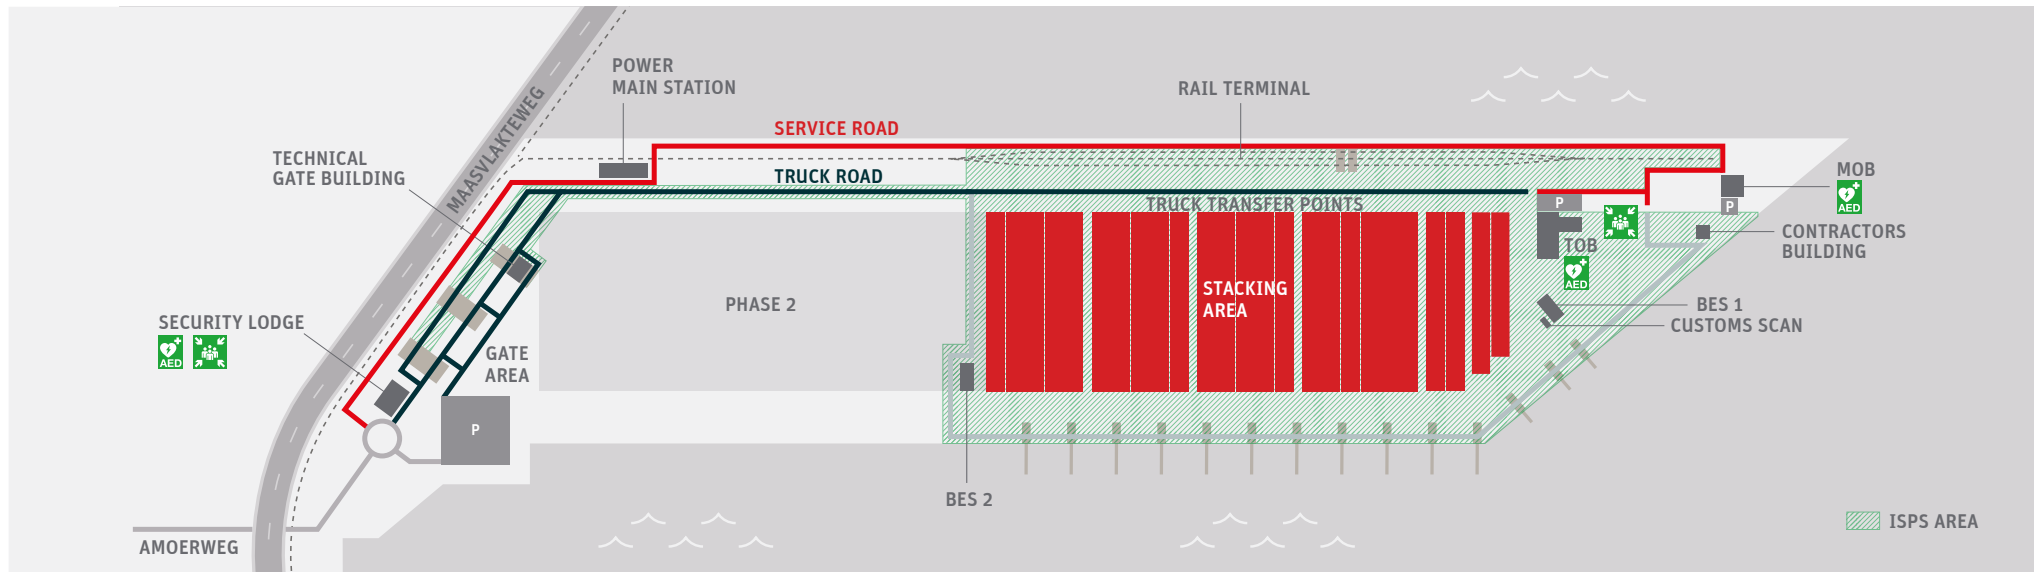 POWER
MAIN STATION
RAIL TERMINAL
MAASVLAKTEWEG
SERVICE ROAD
TECHNICAL
GATE BUILDING
TRUCK ROAD
MOB
AED
TRUCK TRANSFER POINTS
P
P
CONTRACTORS
BUILDING
TOB
AED
STACKING
AREA
PHASE 2
BES 1
CUSTOMS SCAN
SECURITY LODGE
AED
GATE
AREA
P
BES 2
ISPS AREA
AMOERWEG